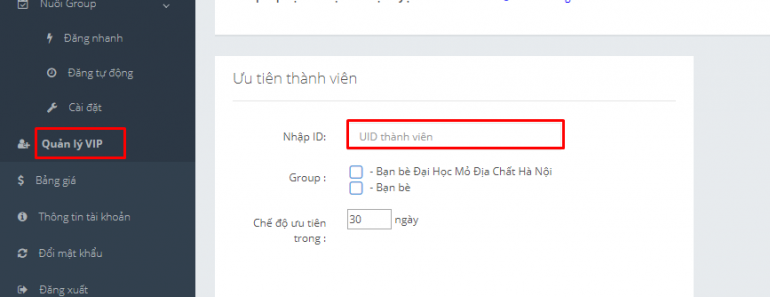 Nuôi Group
Đăng nhanh
Đăng tự động
Cài đặt
Quản lý VIP
Bảng giá
Thông tin tài khoản
Đổi mật khẩu
Đăng xuất
Ưu tiên thành viên
Nhập ID:
UID thành viên
Group :
- Bạn bè Đại Học Mỏ Địa Chất Hà Nội
- Bạn bè
Chế độ ưu tiên
trong :
30 ngày